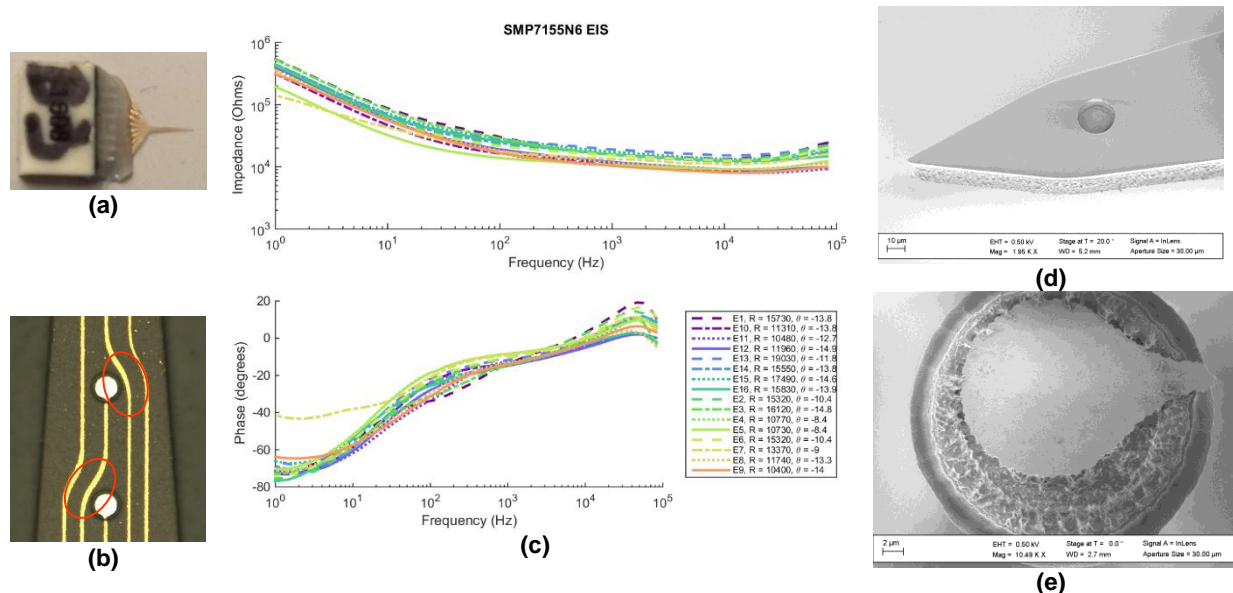 (a)
(b)
SMP7155N6 EIS
Impedance (Ohms)
10^6
10^5
10^4
10^3
10^0
10^1
10^2
10^3
10^4
10^5
Frequency (Hz)
Phase (degrees)
20
0
-20
-40
-60
-80
10^0
10^1
10^2
10^3
10^4
10^5
Frequency (Hz)
E1, R = 15730, θ = -13.8
E10, R = 11310, θ = -13.8
E11, R = 10480, θ = -12.7
E12, R = 11960, θ = -14.9
E13, R = 19030, θ = -11.8
E14, R = 15550, θ = -13.8
E15, R = 17490, θ = -14.6
E16, R = 15830, θ = -13.9
E2, R = 15320, θ = -10.4
E3, R = 16120, θ = -14.8
E4, R = 10770, θ = -8.4
E5, R = 10730, θ = -8.4
E6, R = 15320, θ = -10.4
E7, R = 13370, θ = -9
E8, R = 11740, θ = -13.3
E9, R = 10400, θ = -14
(c)
10 µm
EHT = 0.50 kV
Stage at T = 20.0 °
Signal A = InLens
Mag = 1.95 K X
WD = 5.2 mm
Aperture Size = 30.00 µm
(d)
2 µm
EHT = 0.50 kV
Stage at T = 0.0 °
Signal A = InLens
Mag = 10.49 K X
WD = 2.7 mm
Aperture Size = 30.00 µm
(e)